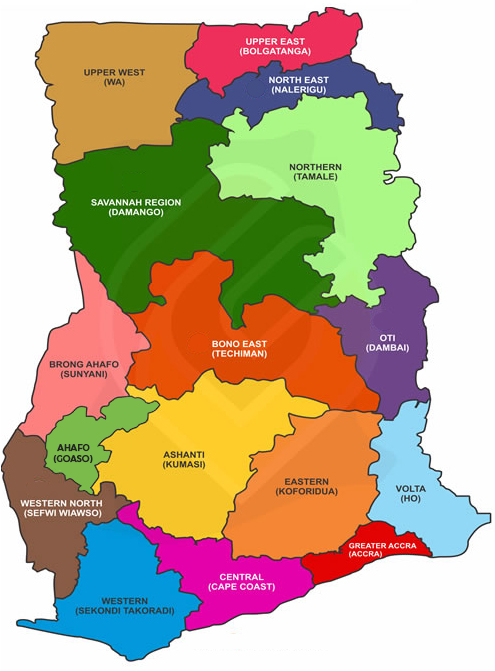 UPPER EAST
(BOLGATANGA)
UPPER WEST
(WA)
NORTH EAST
(NALERIGU)
NORTHERN
(TAMALE)
SAVANNAH REGION
(DAMANGO)
OTI
(DAMBAI)
BONO EAST
(TECHIMAN)
BRONG AHAFO
(SUNYANI)
AHAFO
(GOASO)
ASHANTI
(KUMASI)
EASTERN
(KOFORIDUA)
VOLTA
(HO)
WESTERN NORTH
(SEFWI WIAWSO)
GREATER ACCRA
(ACCRA)
CENTRAL
(CAPE COAST)
WESTERN
(SEKONDI TAKORADI)